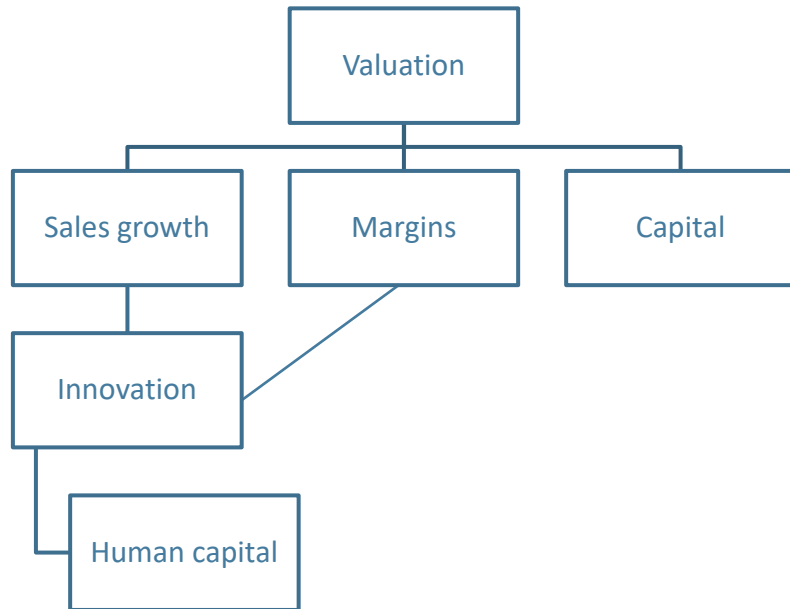 Valuation
Sales growth
Margins
Capital
Innovation
Human capital